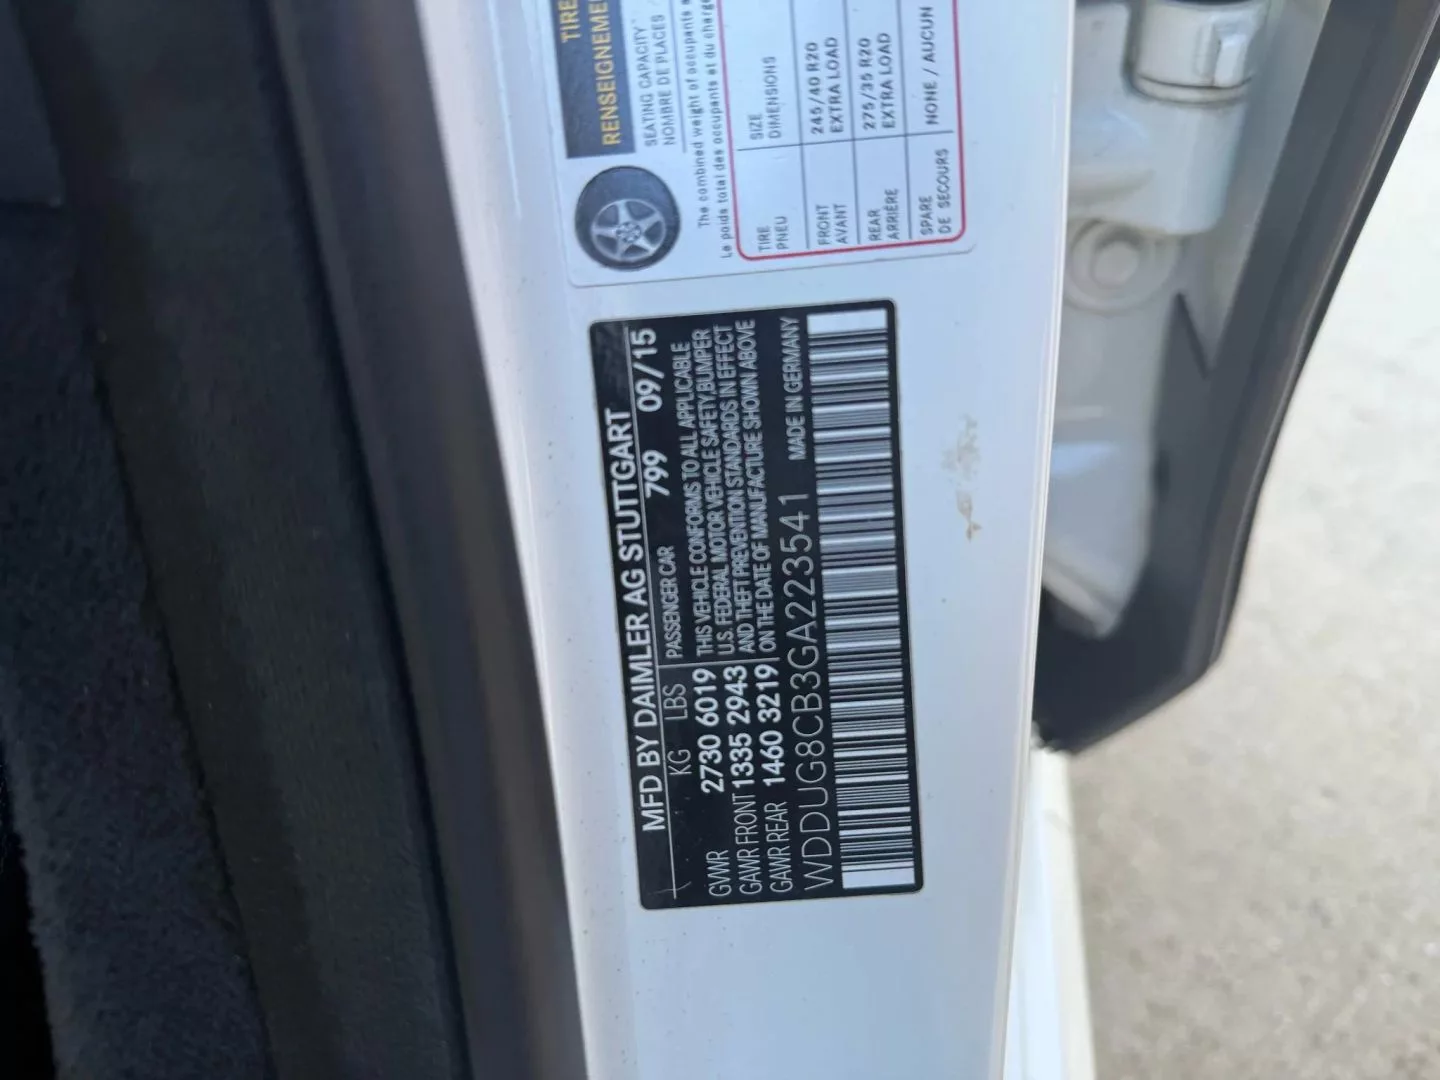 TIRE
RENSEIGNEME
SEATING CAPACITY
NOMBRE DE PLACES
The combined weight of occupants
Le poids total des occupants et du charge
TIRE SIZE
PNEU DIMENSIONS
FRONT 245/40 R20
AVANT EXTRA LOAD
REAR 275/35 R20
ARRIÈRE EXTRA LOAD
SPARE NONE / AUCUN
DE SECOURS
MFD BY DAIMLER AG STUTTGART
KG LBS PASSENGER CAR 799 09/15
GVWR 2730 6019 THIS VEHICLE CONFORMS TO ALL APPLICABLE
U.S. FEDERAL MOTOR VEHICLE SAFETY, BUMPER
GAWR FRONT 1335 2943 AND THEFT PREVENTION STANDARDS IN EFFECT
GAWR REAR 1460 3219 ON THE DATE OF MANUFACTURE SHOWN ABOVE
WDDUG8CB3GA223541 MADE IN GERMANY